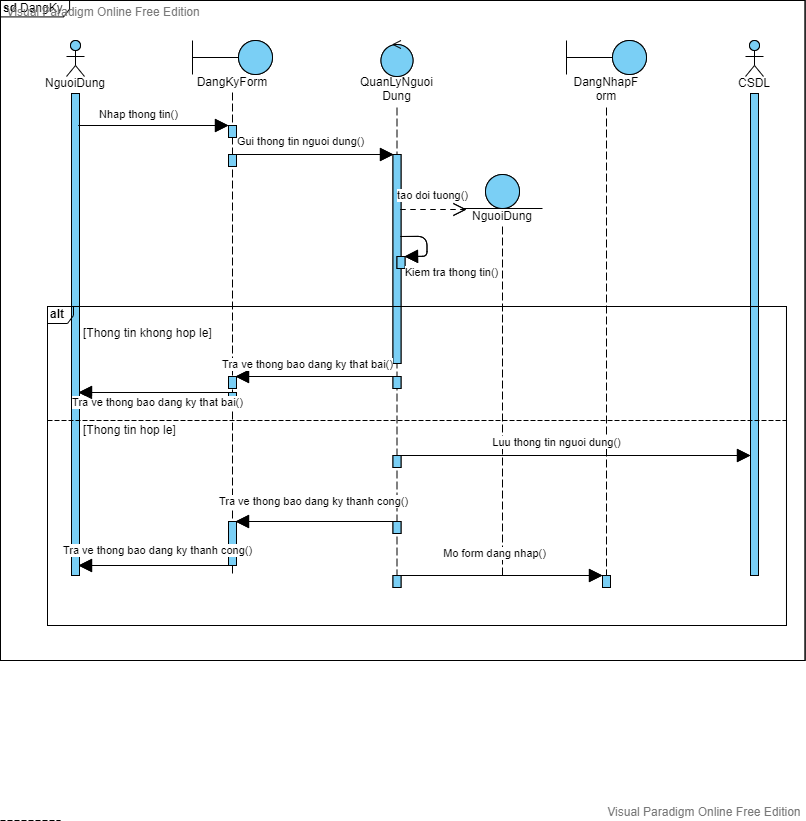 sd DangKy
Visual Paradigm Online Free Edition
NguoiDung
DangKyForm
QuanLyNguoi
Dung
DangNhapF
orm
CSDL
Nhap thong tin()
Gui thong tin nguoi dung()
tao doi tuong()
NguoiDung
Kiem tra thong tin()
alt
[Thong tin khong hop le]
Tra ve thong bao dang ky that bai()
Tra ve thong bao dang ky that bai()
[Thong tin hop le]
Luu thong tin nguoi dung()
Tra ve thong bao dang ky thanh cong()
Tra ve thong bao dang ky thanh cong()
Mo form dang nhap()
Visual Paradigm Online Free Edition